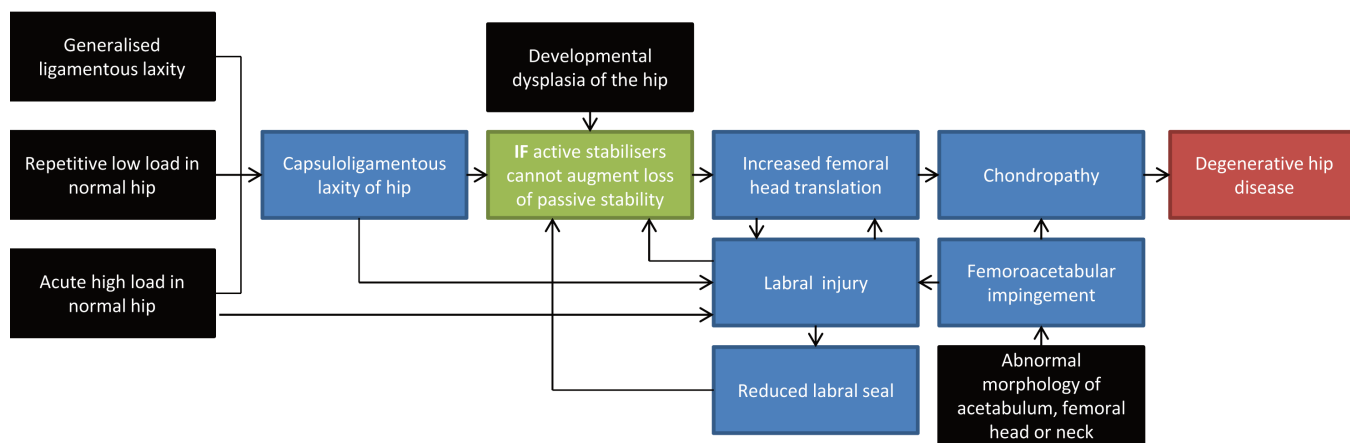 Generalised
ligamentous laxity
Developmental
dysplasia of the hip
Repetitive low load in
normal hip
Capsuloligamentous
laxity of hip
IF active stabilisers
cannot augment loss
of passive stability
Increased femoral
head translation
Chondropathy
Degenerative hip
disease
Acute high load in
normal hip
Labral injury
Femoroacetabular
impingement
Reduced labral seal
Abnormal
morphology of
acetabulum, femoral
head or neck